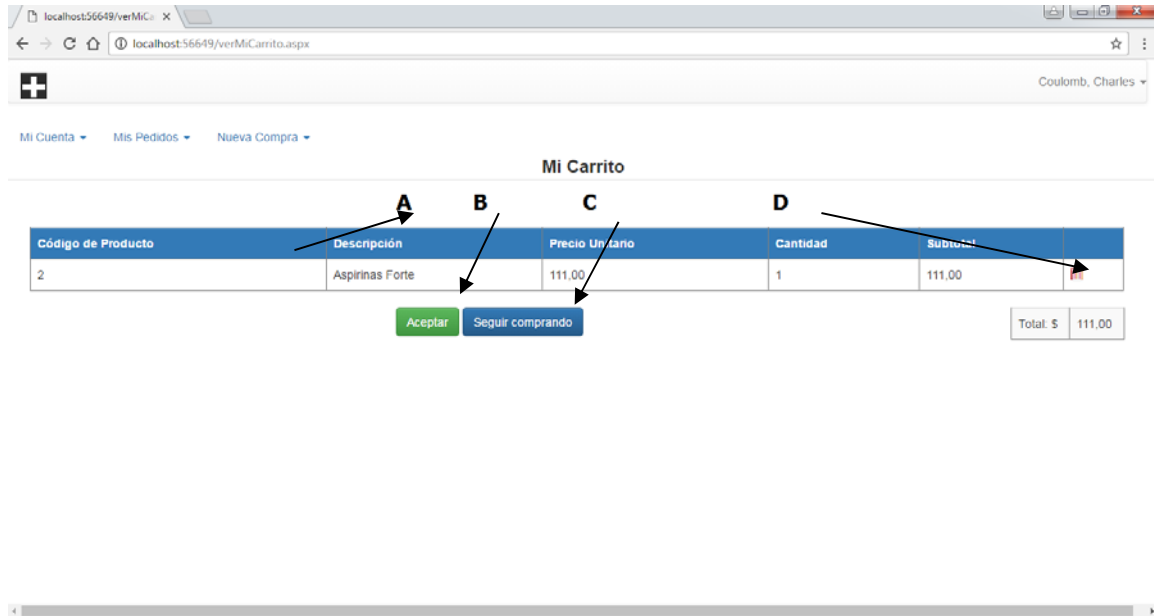 localhost:56649/verMiCa
localhost:56649/verMiCarrito.aspx
Coulomb, Charles
Mi Cuenta Mis Pedidos Nueva Compra
Mi Carrito
A B C D
Código de Producto Descripción Precio Unitario Cantidad Subtotal
2 Aspirinas Forte 111,00 1 111,00
Aceptar Seguir comprando Total: $ 111,00